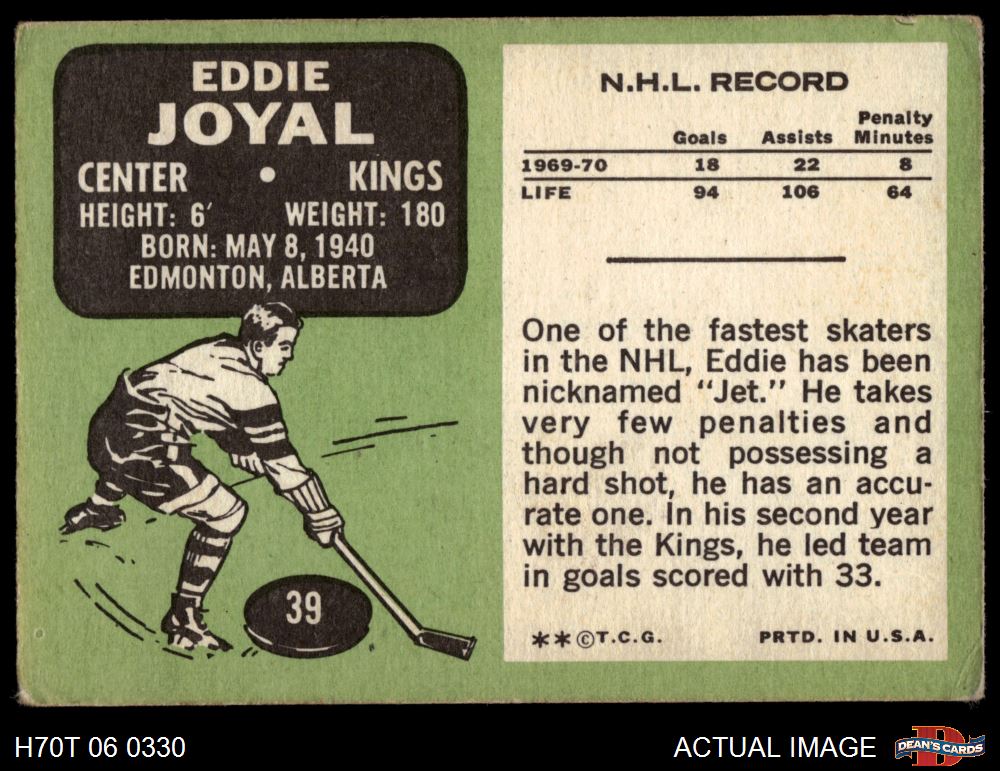 EDDIE
JOYAL
CENTER • KINGS
HEIGHT: 6' WEIGHT: 180
BORN: MAY 8, 1940
EDMONTON, ALBERTA
39
N.H.L. RECORD
Goals Assists Penalty Minutes
1969-70 18 22 8
LIFE 94 106 64
One of the fastest skaters
in the NHL, Eddie has been
nicknamed "Jet." He takes
very few penalties and
though not possessing a
hard shot, he has an accu-
rate one. In his second year
with the Kings, he led team
in goals scored with 33.
**©T.C.G. PRTD. IN U.S.A.
H70T 06 0330
ACTUAL IMAGE
D
DEAN'S CARDS